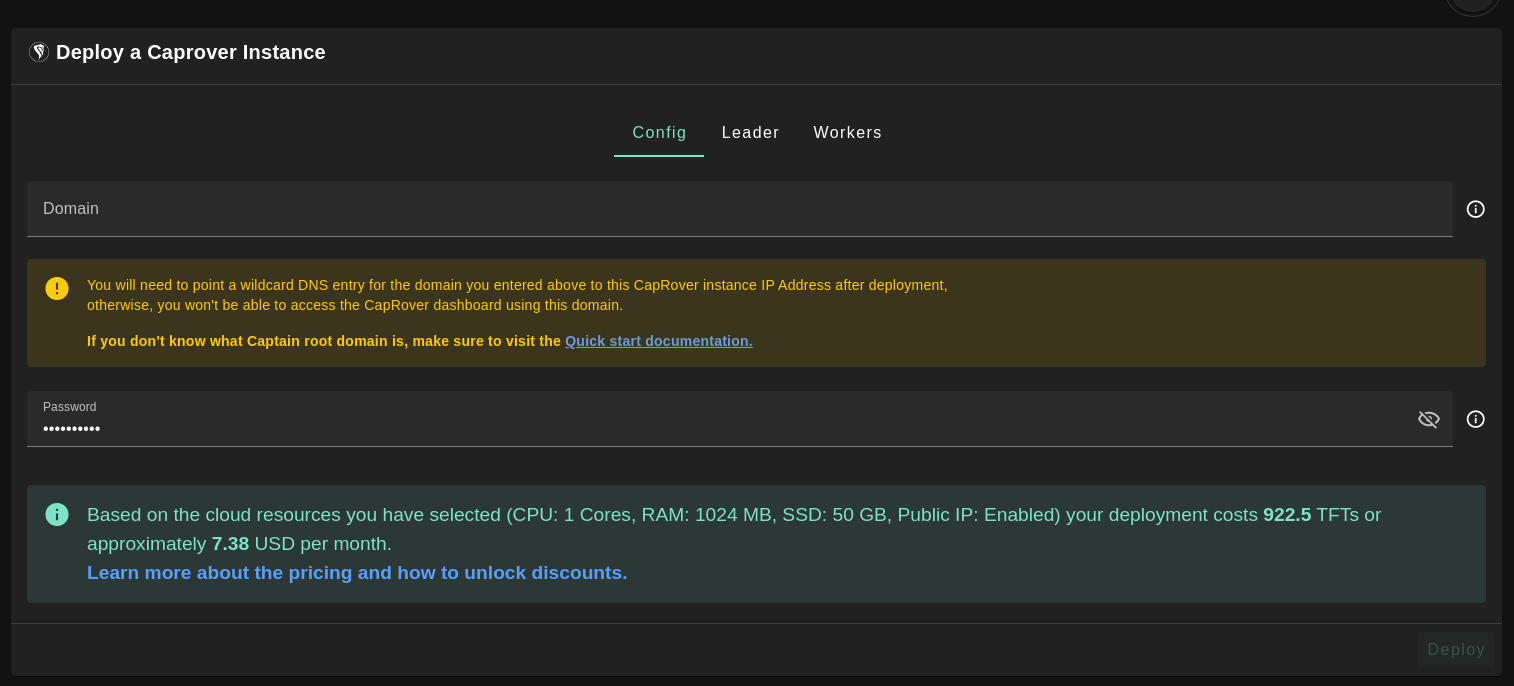 Deploy a Caprover Instance
Config Leader Workers
Domain
You will need to point a wildcard DNS entry for the domain you entered above to this CapRover instance IP Address after deployment,
otherwise, you won't be able to access the CapRover dashboard using this domain.
If you don't know what Captain root domain is, make sure to visit the Quick start documentation.
Password
••••••••••
Based on the cloud resources you have selected (CPU: 1 Cores, RAM: 1024 MB, SSD: 50 GB, Public IP: Enabled) your deployment costs 922.5 TFTs or
approximately 7.38 USD per month.
Learn more about the pricing and how to unlock discounts.
Deploy